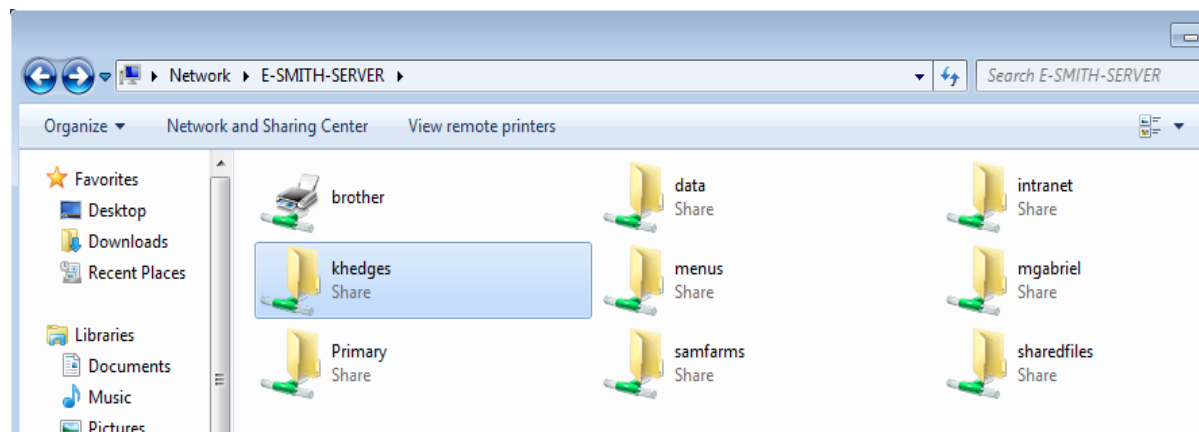 Network E-SMITH-SERVER
Search E-SMITH-SERVER
Organize Network and Sharing Center View remote printers
Favorites
Desktop
Downloads
Recent Places
Libraries
Documents
Music
Pictures
brother
data
Share
intranet
Share
khedges
Share
menus
Share
mgabriel
Share
Primary
Share
samfarms
Share
sharedfiles
Share